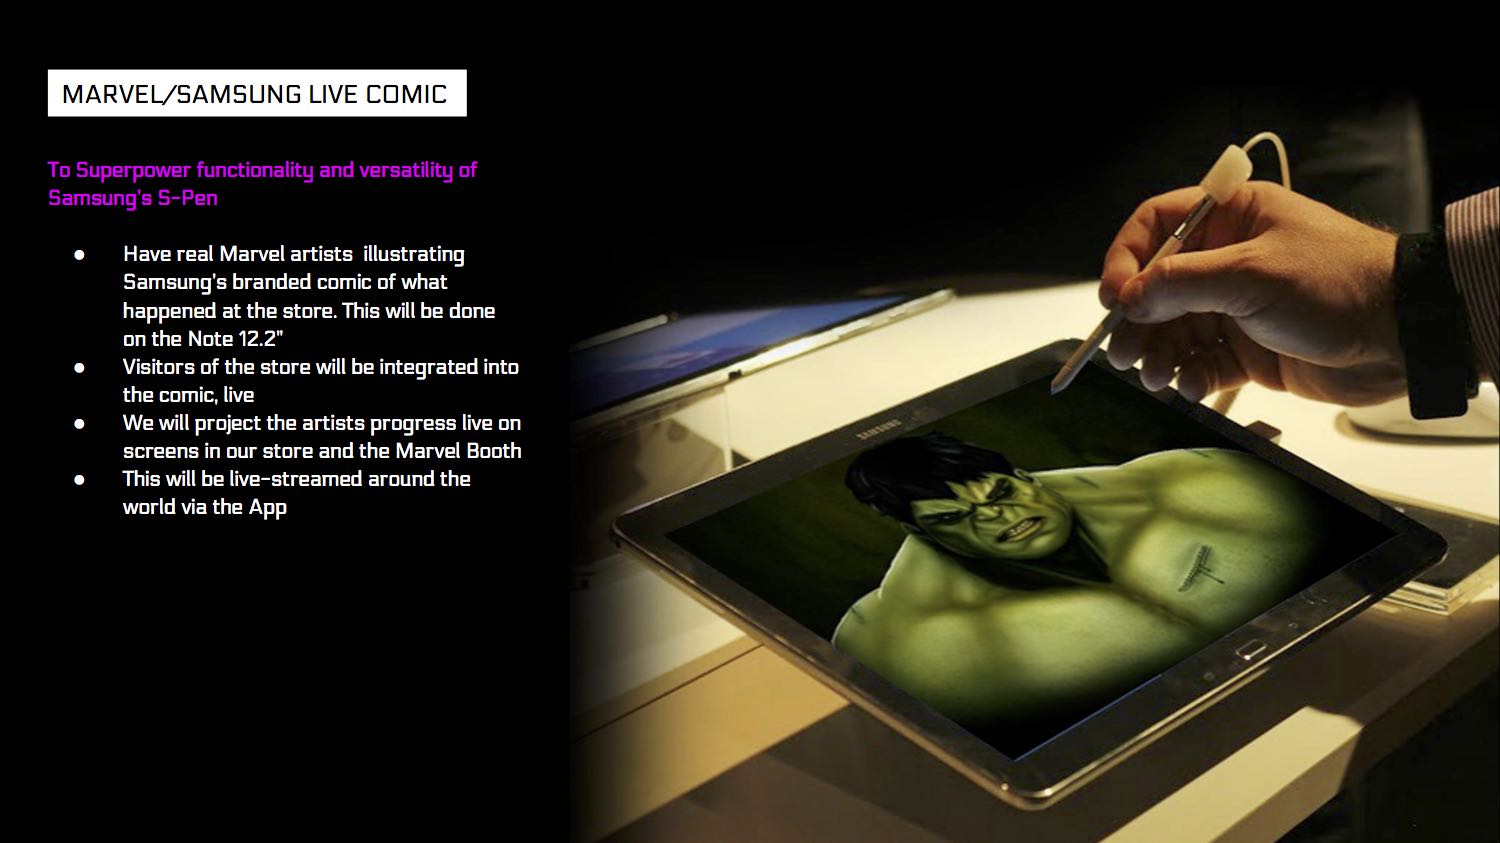 MARVEL/SAMSUNG LIVE COMIC
To Superpower functionality and versatility of
Samsung's S-Pen
● Have real Marvel artists  illustrating
Samsung's branded comic of what
happened at the store. This will be done
on the Note 12.2"
● Visitors of the store will be integrated into
the comic, live
● We will project the artists progress live on
screens in our store and the Marvel Booth
● This will be live-streamed around the
world via the App
SAMSUNG